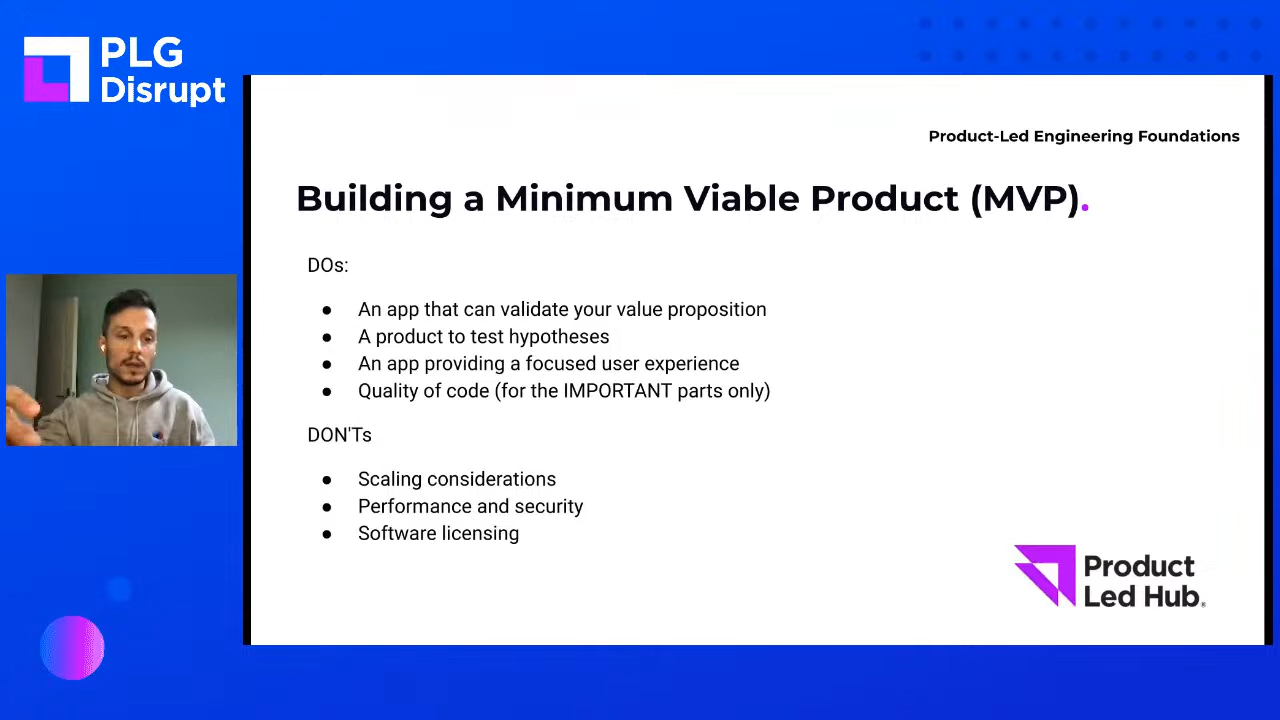 PLG
Disrupt
Product-Led Engineering Foundations
Building a Minimum Viable Product (MVP).
DOs:
● An app that can validate your value proposition
● A product to test hypotheses
● An app providing a focused user experience
● Quality of code (for the IMPORTANT parts only)
DON'Ts
● Scaling considerations
● Performance and security
● Software licensing
Product
Led Hub®